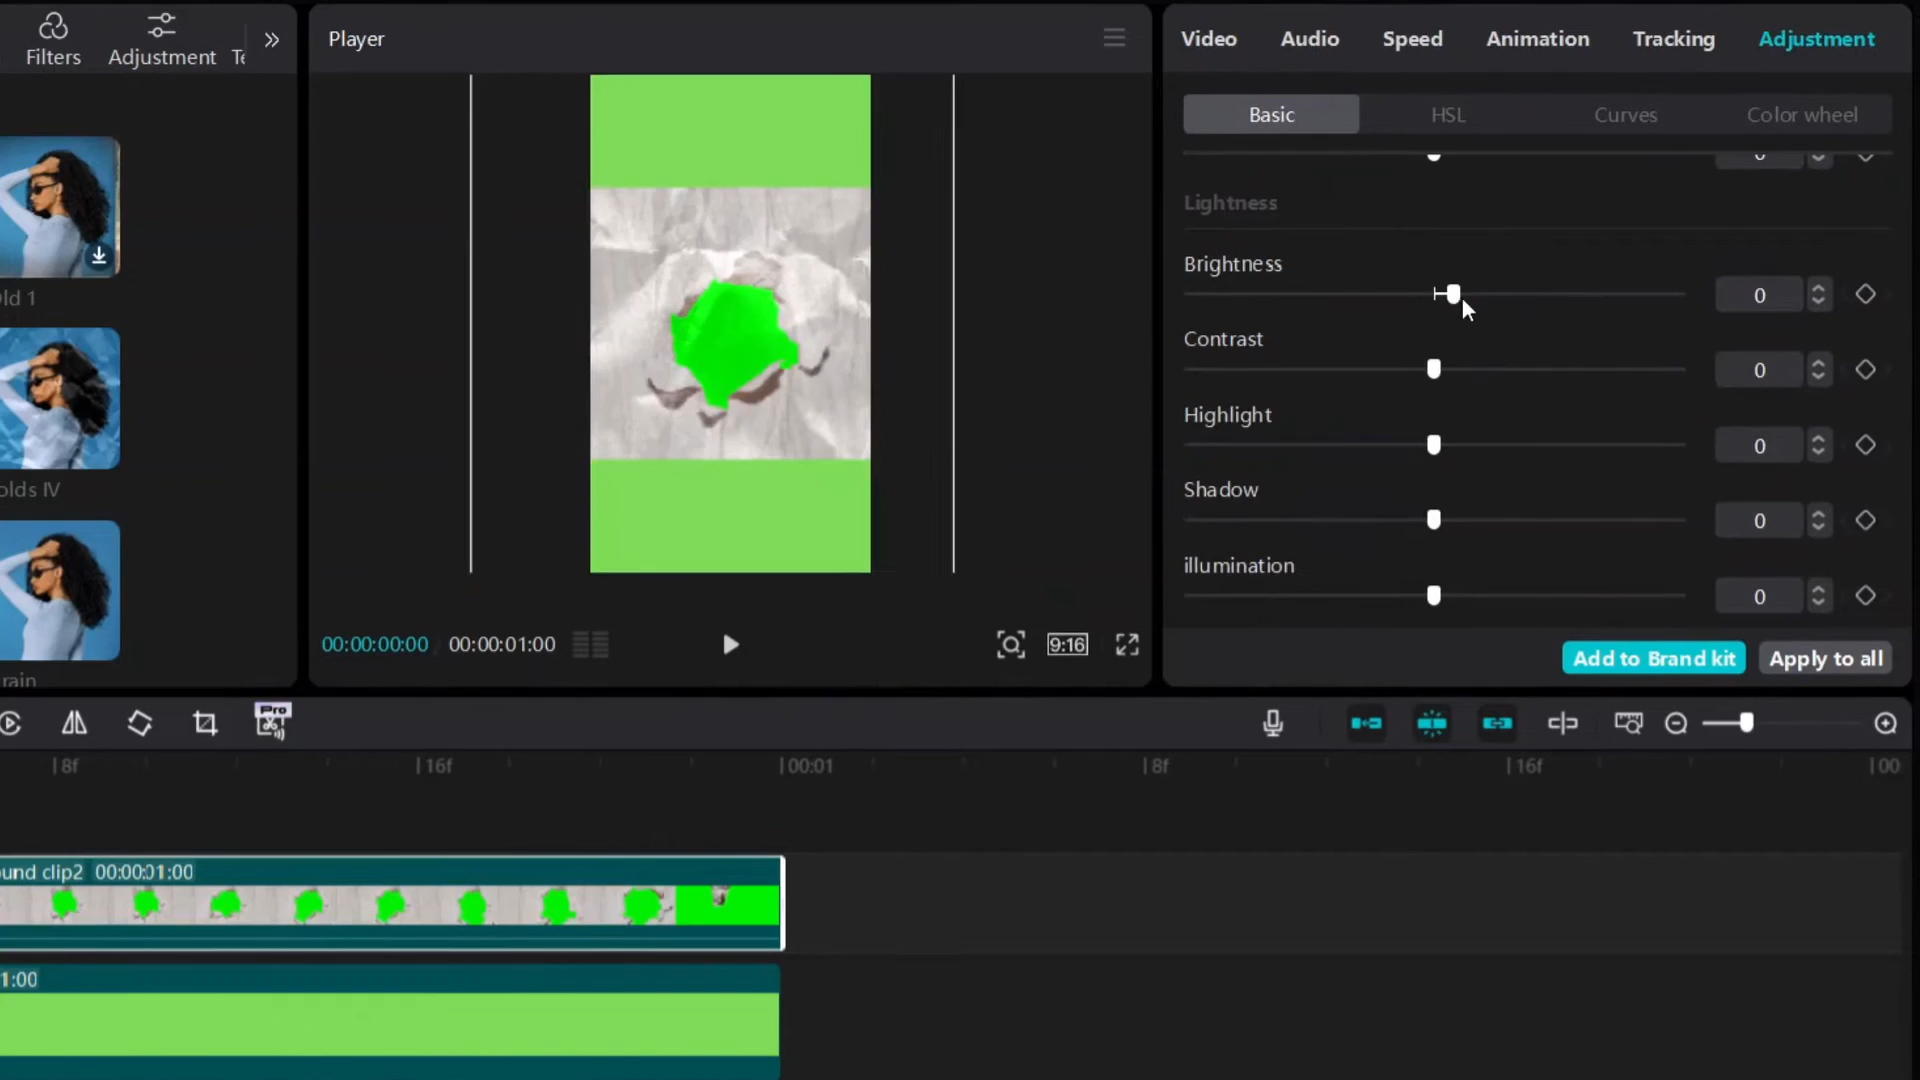 Filters
Adjustment
Player
Video
Audio
Speed
Animation
Tracking
Adjustment
Basic
HSL
Curves
Color wheel
Lightness
Brightness
0
Contrast
0
Highlight
0
Shadow
0
illumination
0
ld 1
olds IV
rain
00:00:00:00
00:00:01:00
9:16
Add to Brand kit
Apply to all
Pro
8f
16f
00:01
8f
16f
00
und clip2 00:00:01:00
1:00